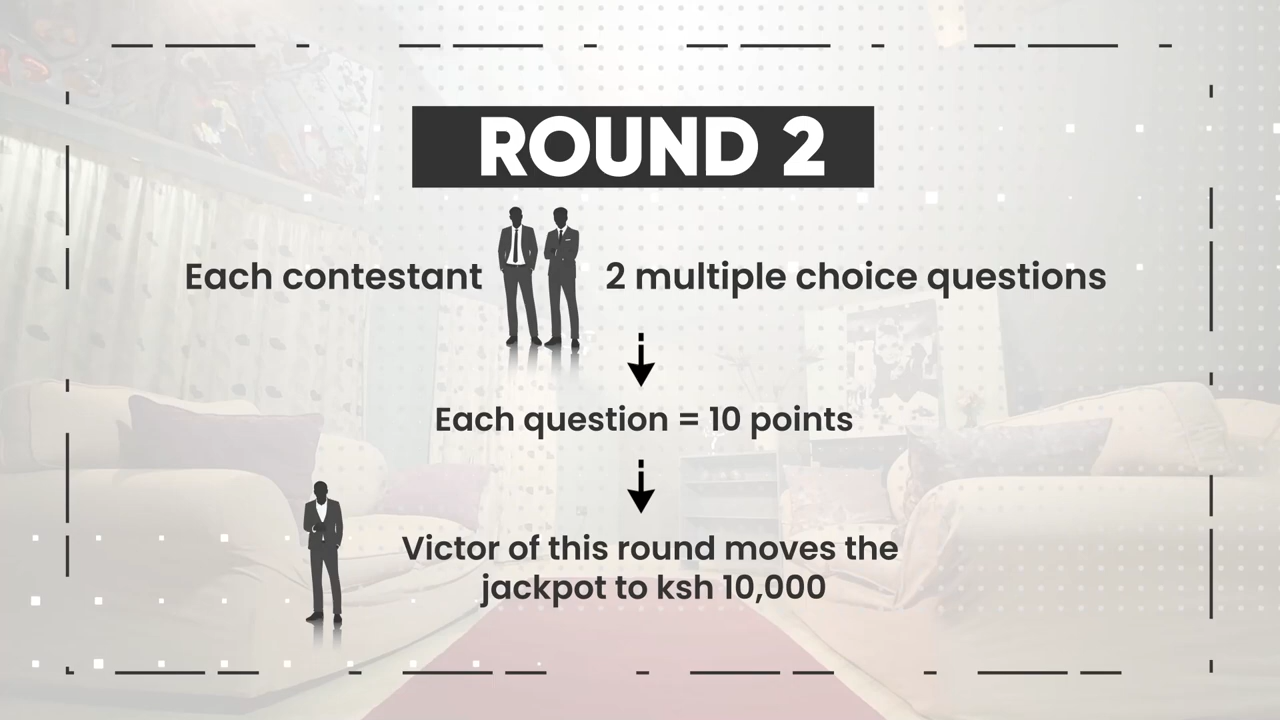 ROUND 2
Each contestant 2 multiple choice questions
Each question = 10 points
Victor of this round moves the
jackpot to ksh 10,000